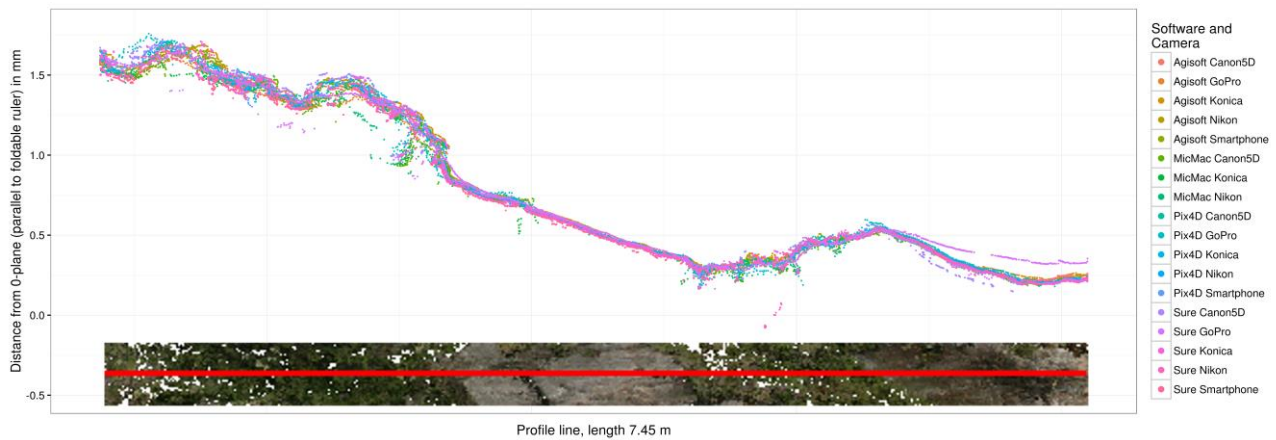 Distance from 0-plane (parallel to foldable ruler) in mm
1.5
1.0
0.5
0.0
-0.5
Profile line, length 7.45 m
Software and
Camera
Agisoft Canon5D
Agisoft GoPro
Agisoft Konica
Agisoft Nikon
Agisoft Smartphone
MicMac Canon5D
MicMac Konica
MicMac Nikon
Pix4D Canon5D
Pix4D GoPro
Pix4D Konica
Pix4D Nikon
Pix4D Smartphone
Sure Canon5D
Sure GoPro
Sure Konica
Sure Nikon
Sure Smartphone